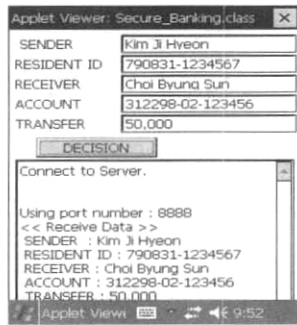 Applet Viewer: Secure_Banking.class
SENDER Kim Ji Hyeon
RESIDENT ID 790831-1234567
RECEIVER Choi Byung Sun
ACCOUNT 312298-02-123456
TRANSFER 50,000
DECISION
Connect to Server.
Using port number : 8888
<< Receive Data >>
SENDER : Kim Ji Hyeon
RESIDENT ID : 790831-1234567
RECEIVER : Choi Byung Sun
ACCOUNT : 312298-02-123456
TRANSFER : 50,000
Applet Viewe 9:52